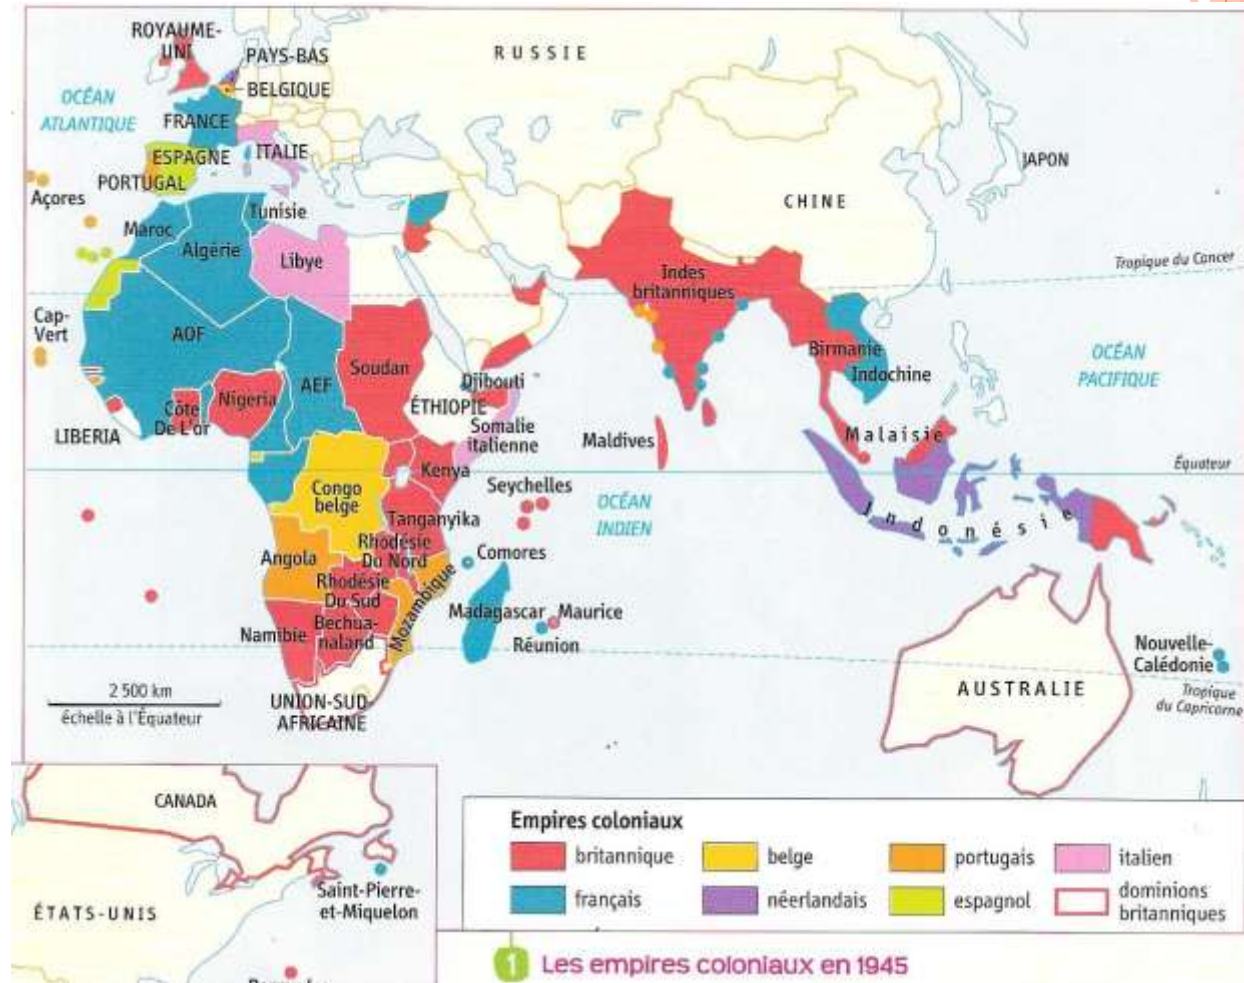 ROYAUME-
UNI
PAYS-BAS
BELGIQUE
RUSSIE
OCÉAN
ATLANTIQUE
FRANCE
ESPAGNE
ITALIE
PORTUGAL
JAPON
CHINE
Açores
Tunisie
Maroc
Algérie
Libye
Indes
britanniques
Tropique du Cancer
Cap-
Vert
AOF
Soudan
Birmanie
Indochine
OCÉAN
PACIFIQUE
AEF
Djibouti
Nigeria
Côte
De L'or
ÉTHIOPIE
LIBERIA
Somalie
italienne
Maldives
Malaisie
Kenya
Équateur
Congo
belge
Seychelles
OCÉAN
INDIEN
Tanganyika
Indonésie
Rhodésie
Du Nord
Comores
Angola
Rhodésie
Du Sud
Mozambique
Madagascar
Maurice
Namibie
Bechua-
naland
Réunion
Nouvelle-
Calédonie
2 500 km
échelle à l'Équateur
UNION-SUD-
AFRICAINE
AUSTRALIE
Tropique
du Capricorne
CANADA
Saint-Pierre-
et-Miquelon
ÉTATS-UNIS
Empires coloniaux
britannique
belge
portugais
italien
français
néerlandais
espagnol
dominions
britanniques
1 Les empires coloniaux en 1945